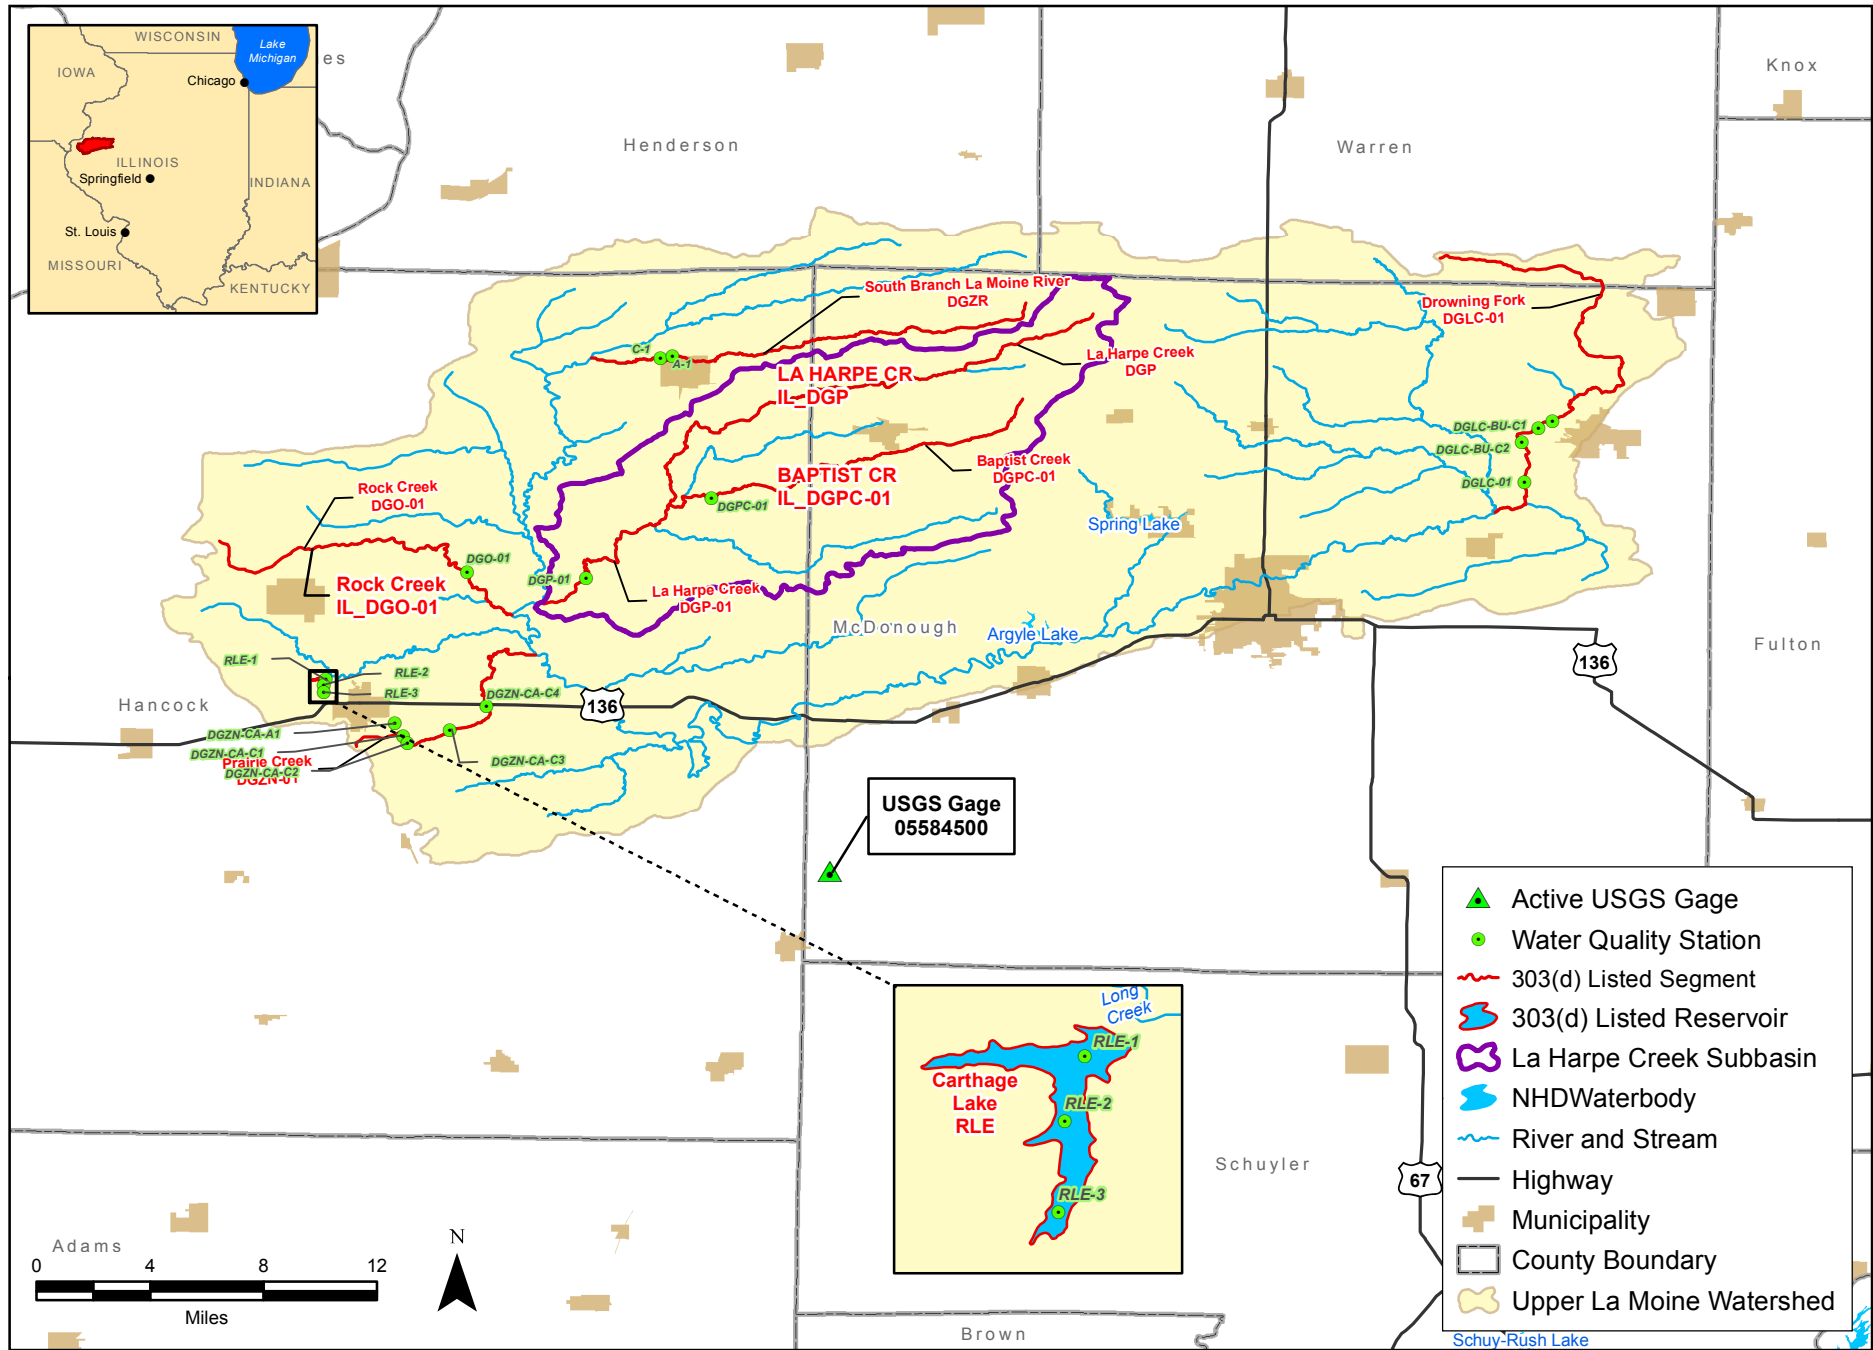 WISCONSIN
Lake
Michigan
IOWA
Chicago
ILLINOIS
Springfield
INDIANA
St. Louis
MISSOURI
KENTUCKY
es
Henderson
Warren
Knox
South Branch La Moine River
DGZR
Drowning Fork
DGLC-01
C-1
A-1
La Harpe Creek
DGP
LA HARPE CR
IL_DGP
DGLC-BU-C1
DGLC-BU-C2
DGLC-01
Baptist Creek
DGPC-01
BAPTIST CR
IL_DGPC-01
DGPC-01
Rock Creek
DGO-01
Spring Lake
DGO-01
DGP-01
Rock Creek
IL_DGO-01
La Harpe Creek
DGP-01
McDonough
Argyle Lake
Fulton
136
RLE-1
RLE-2
RLE-3
Hancock
DGZN-CA-C4
136
DGZN-CA-A1
DGZN-CA-C1
Prairie Creek
DGZN-CA-C2
DGZN-01
DGZN-CA-C3
USGS Gage
05584500
Long
Creek
RLE-1
Carthage
Lake
RLE
RLE-2
RLE-3
Schuyler
67
Adams
Brown
0 4 8 12
Miles
N
Active USGS Gage
Water Quality Station
303(d) Listed Segment
303(d) Listed Reservoir
La Harpe Creek Subbasin
NHDWaterbody
River and Stream
Highway
Municipality
County Boundary
Upper La Moine Watershed
Schuy-Rush Lake